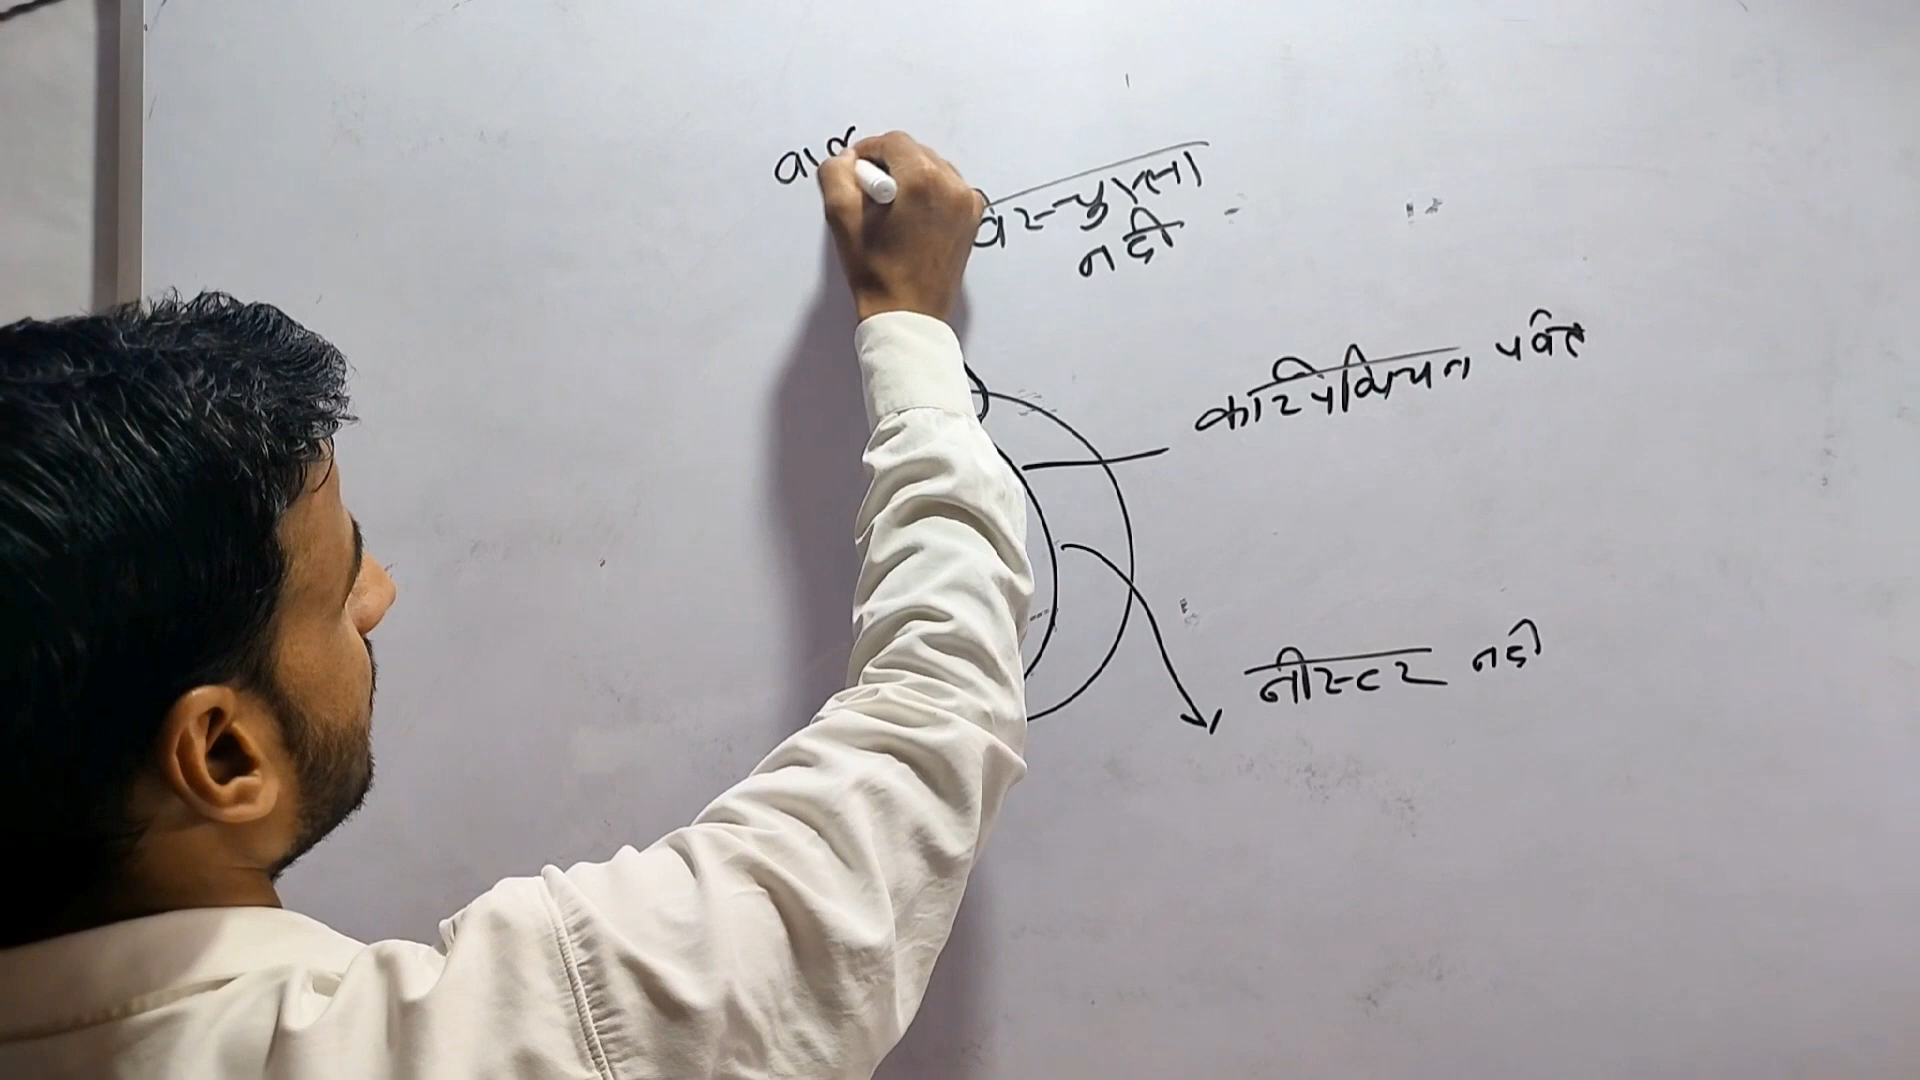 वाल
नदी
कारपेथियन पर्वत
नीस्टर नदी